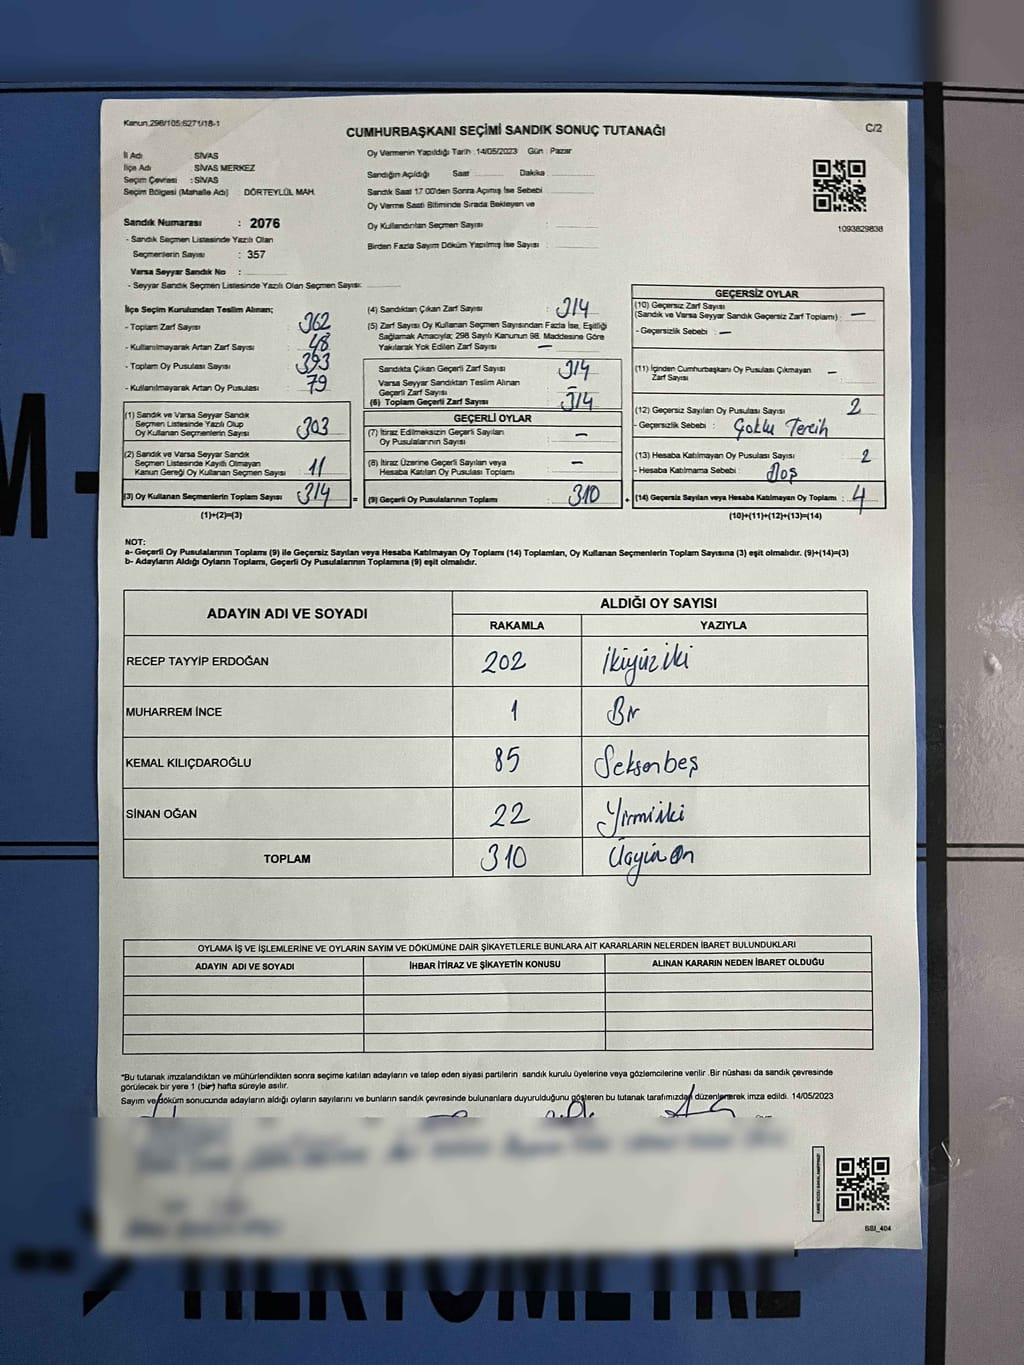 Kanun.298/105:6271/18-1
CUMHURBAŞKANI SEÇİMİ SANDIK SONUÇ TUTANAĞI
C/2
İl Adı : SİVAS
İlçe Adı : SİVAS MERKEZ
Seçim Çevresi : SİVAS
Seçim Bölgesi (Mahalle Adı) DÖRTEYLÜL MAH.
Sandık Numarası : 2076
- Sandık Seçmen Listesinde Yazılı Olan
Seçmenlerin Sayısı : 357
Varsa Seyyar Sandık No :
- Seyyar Sandık Seçmen Listesinde Yazılı Olan Seçmen Sayısı:
Oy Vermenin Yapıldığı Tarih :14/05/2023 Gün : Pazar
Sandığın Açıldığı Saat Dakika
Sandık Saat 17.00'den Sonra Açılmış İse Sebebi
Oy Verme Saati Bitiminde Sırada Bekleyen ve
Oy Kullandırılan Seçmen Sayısı :
Birden Fazla Sayım Döküm Yapılmış İse Sayısı :
1093829838
İlçe Seçim Kurulundan Teslim Alınan;
- Toplam Zarf Sayısı : 362
- Kullanılmayarak Artan Zarf Sayısı : 48
- Toplam Oy Pusulası Sayısı : 393
- Kullanılmayarak Artan Oy Pusulası : 79
(1) Sandık ve Varsa Seyyar Sandık
Seçmen Listesinde Yazılı Olup
Oy Kullanan Seçmenlerin Sayısı : 303
(2) Sandık ve Varsa Seyyar Sandık
Seçmen Listesinde Kayıtlı Olmayan
Kanun Gereği Oy Kullanan Seçmen Sayısı : 11
(3) Oy Kullanan Seçmenlerin Toplam Sayısı : 314 =
(1)+(2)=(3)
(4) Sandıktan Çıkan Zarf Sayısı : 314
(5) Zarf Sayısı Oy Kullanan Seçmen Sayısından Fazla İse, Eşitliği
Sağlamak Amacıyla; 298 Sayılı Kanunun 98. Maddesine Göre
Yakılarak Yok Edilen Zarf Sayısı : —
Sandıkta Çıkan Geçerli Zarf Sayısı : 314
Varsa Seyyar Sandıktan Teslim Alınan
Geçerli Zarf Sayısı :
(6) Toplam Geçerli Zarf Sayısı : 314
GEÇERLİ OYLAR
(7) İtiraz Edilmeksizin Geçerli Sayılan
Oy Pusulalarının Sayısı : —
(8) İtiraz Üzerine Geçerli Sayılan veya
Hesaba Katılan Oy Pusulası Toplamı : —
(9) Geçerli Oy Pusulalarının Toplamı : 310 +
GEÇERSİZ OYLAR
(10) Geçersiz Zarf Sayısı
(Sandık ve Varsa Seyyar Sandık Geçersiz Zarf Toplamı) : —
- Geçersizlik Sebebi : —
(11) İçinden Cumhurbaşkanı Oy Pusulası Çıkmayan
Zarf Sayısı : —
(12) Geçersiz Sayılan Oy Pusulası Sayısı : 2
- Geçersizlik Sebebi : Çoklu Tercih
(13) Hesaba Katılmayan Oy Pusulası Sayısı : 2
- Hesaba Katılmama Sebebi : Boş
(14) Geçersiz Sayılan veya Hesaba Katılmayan Oy Toplamı : 4
(10)+(11)+(12)+(13)=(14)
NOT:
a- Geçerli Oy Pusulalarının Toplamı (9) ile Geçersiz Sayılan veya Hesaba Katılmayan Oy Toplamı (14) Toplamları, Oy Kullanan Seçmenlerin Toplam Sayısına (3) eşit olmalıdır. (9)+(14)=(3)
b- Adayların Aldığı Oyların Toplamı, Geçerli Oy Pusulalarının Toplamına (9) eşit olmalıdır.
ADAYIN ADI VE SOYADI ALDIĞI OY SAYISI
RAKAMLA YAZIYLA
RECEP TAYYİP ERDOĞAN 202 İkiyüziki
MUHARREM İNCE 1 Bir
KEMAL KILIÇDAROĞLU 85 Seksenbeş
SİNAN OĞAN 22 Yirmiiki
TOPLAM 310 Üçyüz On
OYLAMA İŞ VE İŞLEMLERİNE VE OYLARIN SAYIM VE DÖKÜMÜNE DAİR ŞİKAYETLERLE BUNLARA AİT KARARLARIN NELERDEN İBARET BULUNDUKLARI
ADAYIN ADI VE SOYADI İHBAR İTİRAZ VE ŞİKAYETİN KONUSU ALINAN KARARIN NEDEN İBARET OLDUĞU
*Bu tutanak imzalandıktan ve mühürlendikten sonra seçime katılan adayların ve talep eden siyasi partilerin sandık kurulu üyelerine veya gözlemcilerine verilir .Bir nüshası da sandık çevresinde
görülecek bir yere 1 (bir) hafta süreyle asılır.
Sayım ve döküm sonucunda adayların aldığı oyların sayılarını ve bunların sandık çevresinde bulunanlara duyurulduğunu gösteren bu tutanak tarafımızdan düzenlenerek imza edildi. 14/05/2023
SSI_404
HEKTOMETRE